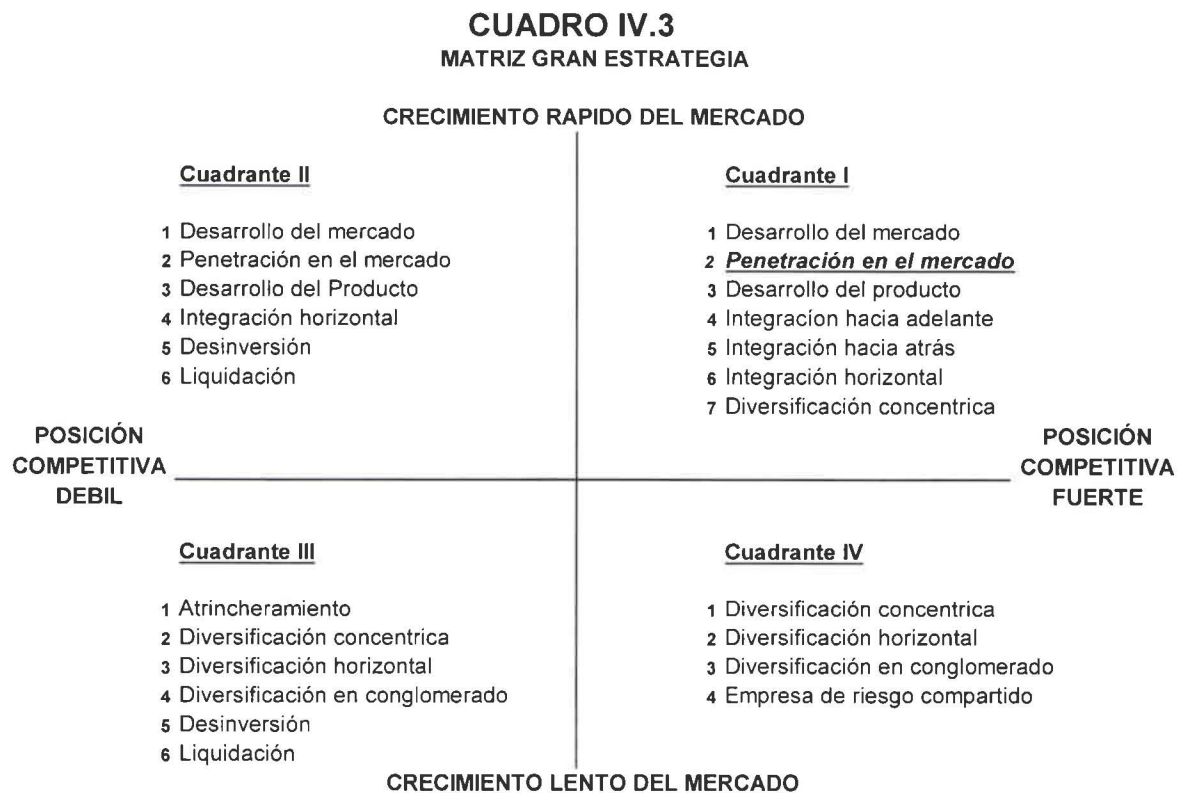 CUADRO IV.3
MATRIZ GRAN ESTRATEGIA
CRECIMIENTO RAPIDO DEL MERCADO
Cuadrante II
1 Desarrollo del mercado
2 Penetración en el mercado
3 Desarrollo del Producto
4 Integración horizontal
5 Desinversión
6 Liquidación
Cuadrante I
1 Desarrollo del mercado
2 Penetración en el mercado
3 Desarrollo del producto
4 Integracíon hacia adelante
5 Integración hacia atrás
6 Integración horizontal
7 Diversificación concentrica
POSICIÓN
COMPETITIVA
DEBIL
POSICIÓN
COMPETITIVA
FUERTE
Cuadrante III
1 Atrincheramiento
2 Diversificación concentrica
3 Diversificación horizontal
4 Diversificación en conglomerado
5 Desinversión
6 Liquidación
Cuadrante IV
1 Diversificación concentrica
2 Diversificación horizontal
3 Diversificación en conglomerado
4 Empresa de riesgo compartido
CRECIMIENTO LENTO DEL MERCADO